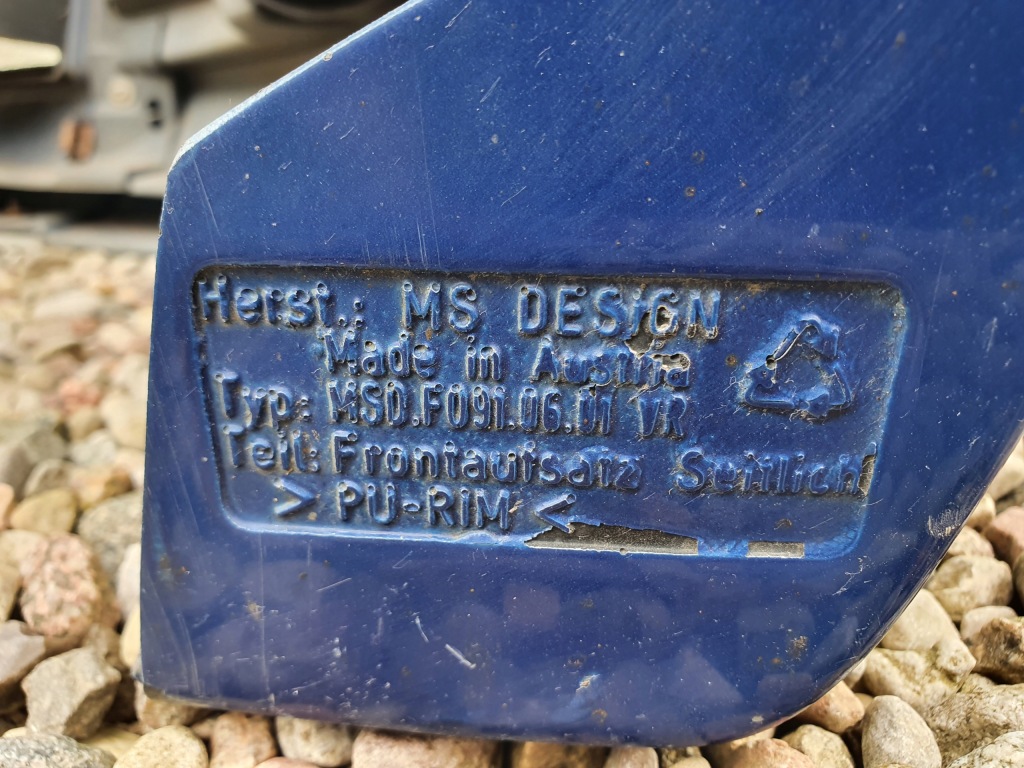 Herst.: MS DESIGN
Made in Austria
Typ: MSD.F091.06.01 VR
Teil: Frontaufsatz Seitlich
> PU-RIM <